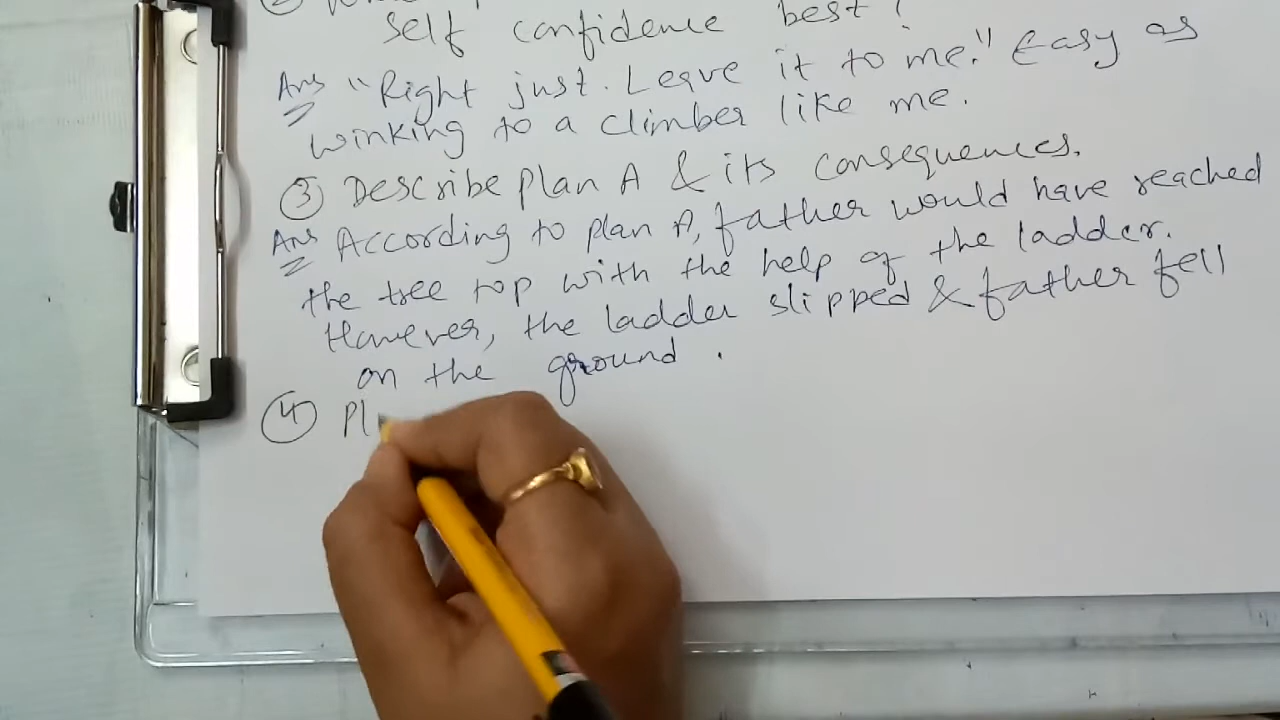 ②
self confidence best?
Ans "Right just. Leave it to me." Easy as
winking to a climber like me.
③ Describe plan A & its consequences.
Ans According to plan A, father would have reached
the tree top with the help of the ladder.
However, the ladder slipped & father fell
on the ground.
④ Pl